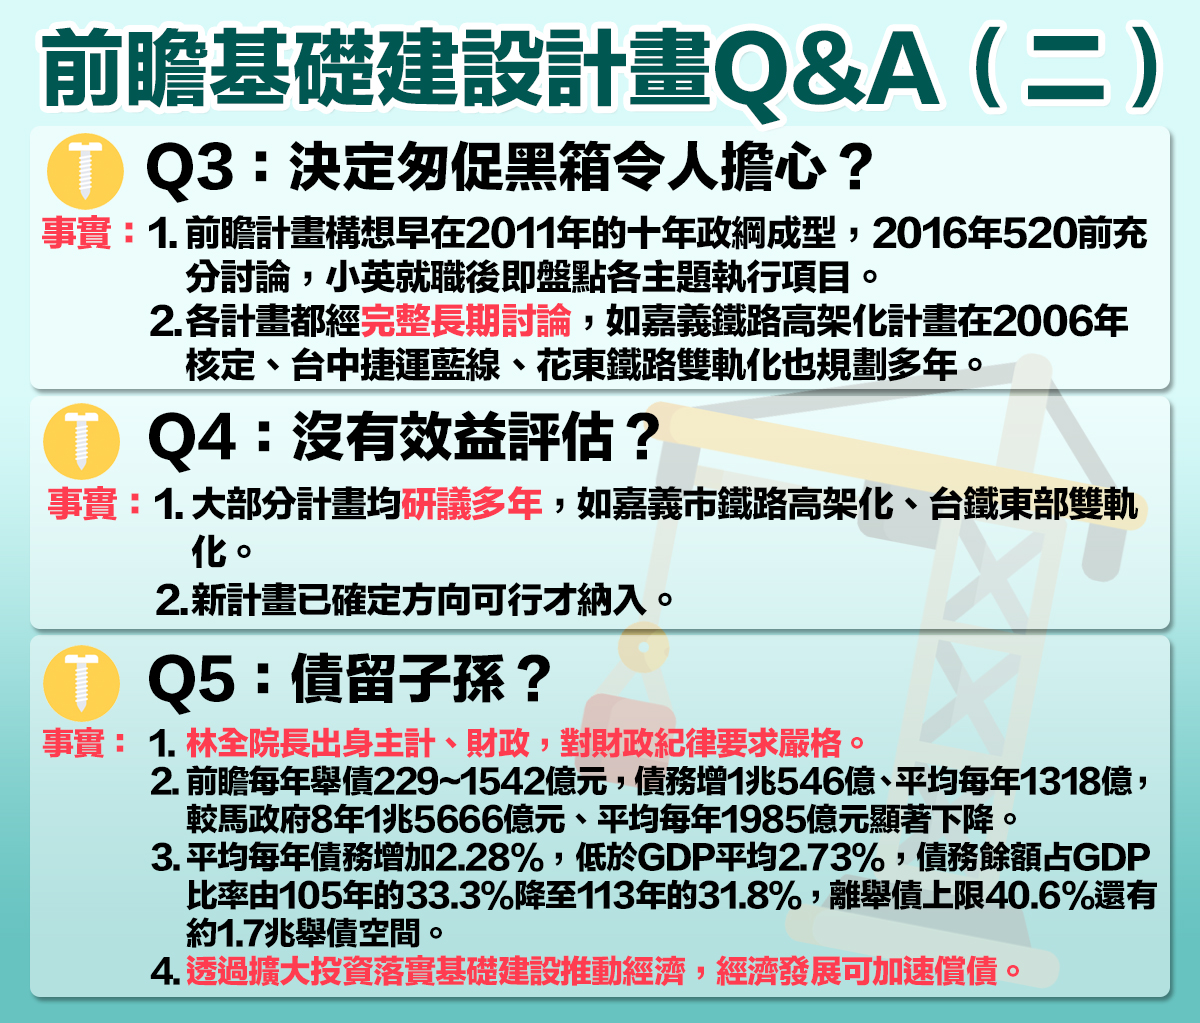 前瞻基礎建設計畫Q&A（二）
Q3：決定匆促黑箱令人擔心？
事實：1. 前瞻計畫構想早在2011年的十年政綱成型，2016年520前充
分討論，小英就職後即盤點各主題執行項目。
2.各計畫都經完整長期討論，如嘉義鐵路高架化計畫在2006年
核定、台中捷運藍線、花東鐵路雙軌化也規劃多年。
Q4：沒有效益評估？
事實：1. 大部分計畫均研議多年，如嘉義市鐵路高架化、台鐵東部雙軌
化。
2.新計畫已確定方向可行才納入。
Q5：債留子孫？
事實：1. 林全院長出身主計、財政，對財政紀律要求嚴格。
2. 前瞻每年舉債229~1542億元，債務增1兆546億、平均每年1318億，
較馬政府8年1兆5666億元、平均每年1985億元顯著下降。
3. 平均每年債務增加2.28%，低於GDP平均2.73%，債務餘額占GDP
比率由105年的33.3%降至113年的31.8%，離舉債上限40.6%還有
約1.7兆舉債空間。
4. 透過擴大投資落實基礎建設推動經濟，經濟發展可加速償債。